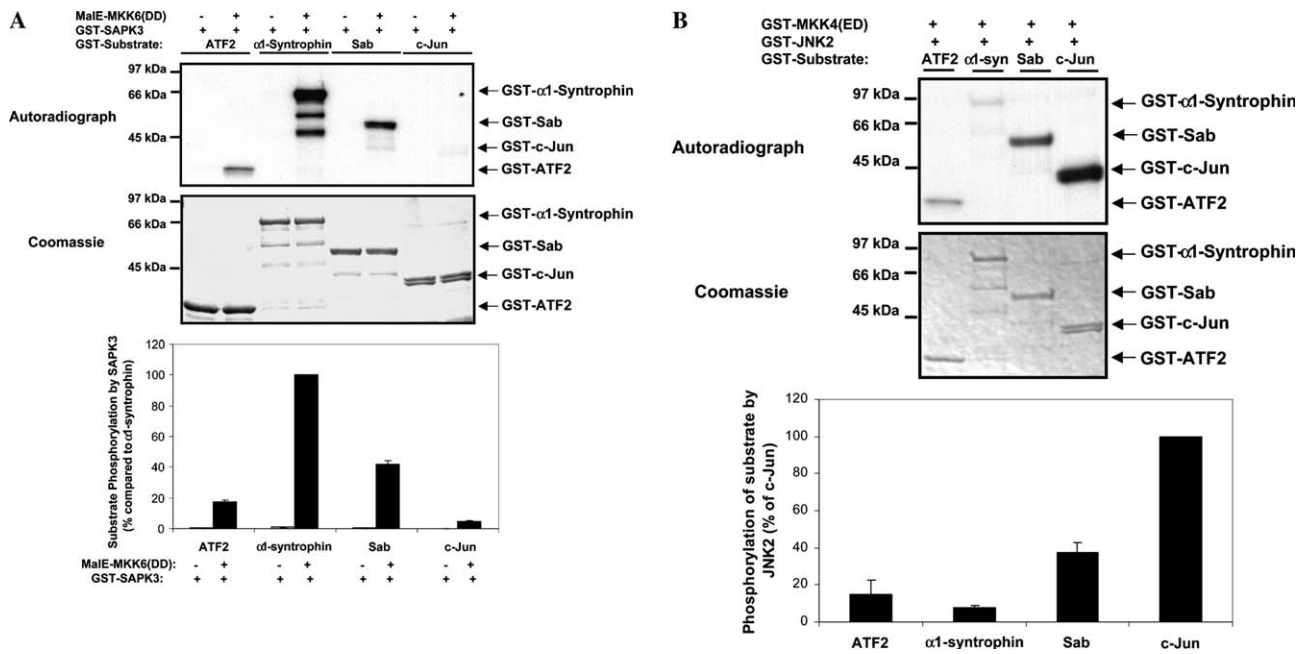 A
MalE-MKK6(DD): - + - + - + - +
GST-SAPK3: + + + + + + + +
GST-Substrate: ATF2 α1-Syntrophin Sab c-Jun
97 kDa
66 kDa
45 kDa
Autoradiograph
GST-α1-Syntrophin
GST-Sab
GST-c-Jun
GST-ATF2
97 kDa
66 kDa
45 kDa
Coomassie
GST-α1-Syntrophin
GST-Sab
GST-c-Jun
GST-ATF2
Substrate Phosphorylation by SAPK3
(% compared to α1-syntrophin)
120
100
80
60
40
20
0
ATF2 α1-syntrophin Sab c-Jun
MalE-MKK6(DD): - + - + - + - +
GST-SAPK3: + + + + + + + +
B
GST-MKK4(ED) + + + +
GST-JNK2 + + + +
GST-Substrate: ATF2 α1-syn Sab c-Jun
97 kDa
66 kDa
45 kDa
Autoradiograph
GST-α1-Syntrophin
GST-Sab
GST-c-Jun
GST-ATF2
97 kDa
66 kDa
45 kDa
Coomassie
GST-α1-Syntrophin
GST-Sab
GST-c-Jun
GST-ATF2
Phosphorylation of substrate by
JNK2 (% of c-Jun)
120
100
80
60
40
20
0
ATF2 α1-syntrophin Sab c-Jun